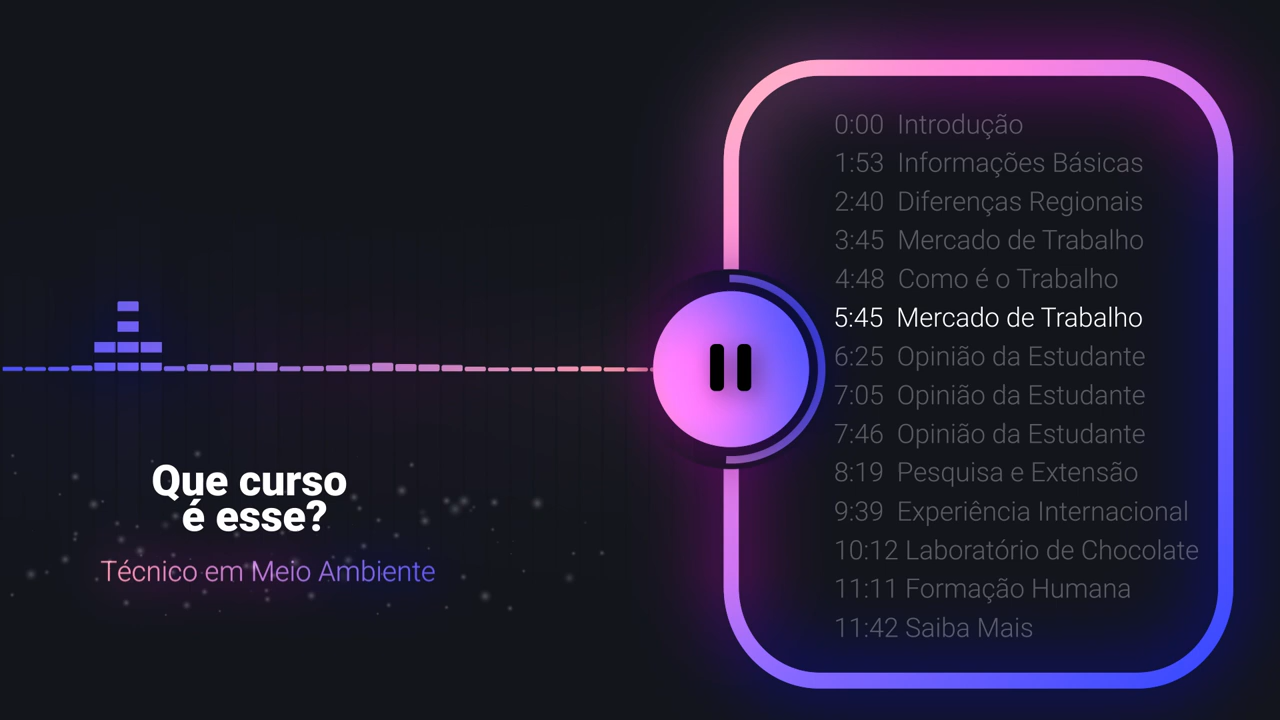 Que curso
é esse?
Técnico em Meio Ambiente
0:00 Introdução
1:53 Informações Básicas
2:40 Diferenças Regionais
3:45 Mercado de Trabalho
4:48 Como é o Trabalho
5:45 Mercado de Trabalho
6:25 Opinião da Estudante
7:05 Opinião da Estudante
7:46 Opinião da Estudante
8:19 Pesquisa e Extensão
9:39 Experiência Internacional
10:12 Laboratório de Chocolate
11:11 Formação Humana
11:42 Saiba Mais